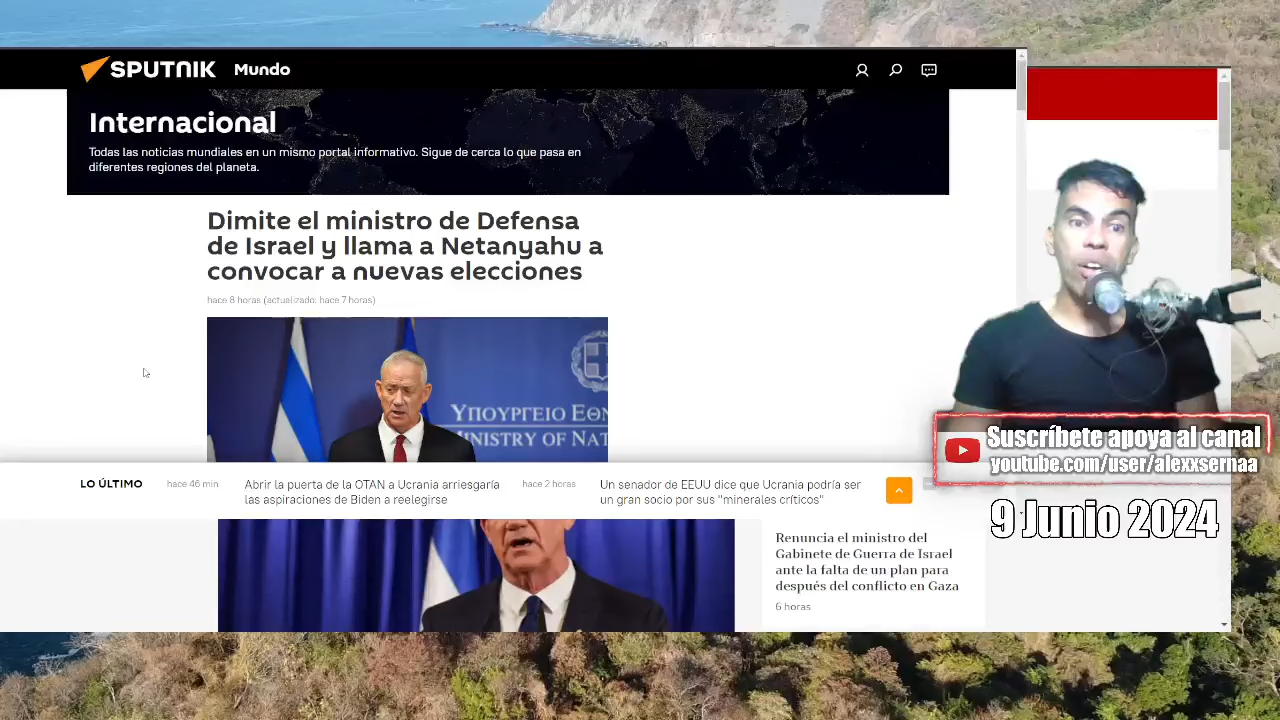 SPUTNIK Mundo
Internacional
Todas las noticias mundiales en un mismo portal informativo. Sigue de cerca lo que pasa en
diferentes regiones del planeta.
Dimite el ministro de Defensa
de Israel y llama a Netanyahu a
convocar a nuevas elecciones
hace 8 horas (actualizado: hace 7 horas)
ΥΠΟΥΡΓΕΙΟ ΕΘΝ
MINISTRY OF NAT
Suscríbete apoya al canal
youtube.com/user/alexxsernaa
9 Junio 2024
LO ÚLTIMO
hace 46 min
Abrir la puerta de la OTAN a Ucrania arriesgaría
las aspiraciones de Biden a reelegirse
hace 2 horas
Un senador de EEUU dice que Ucrania podría ser
un gran socio por sus "minerales críticos"
Renuncia el ministro del
Gabinete de Guerra de Israel
ante la falta de un plan para
después del conflicto en Gaza
6 horas